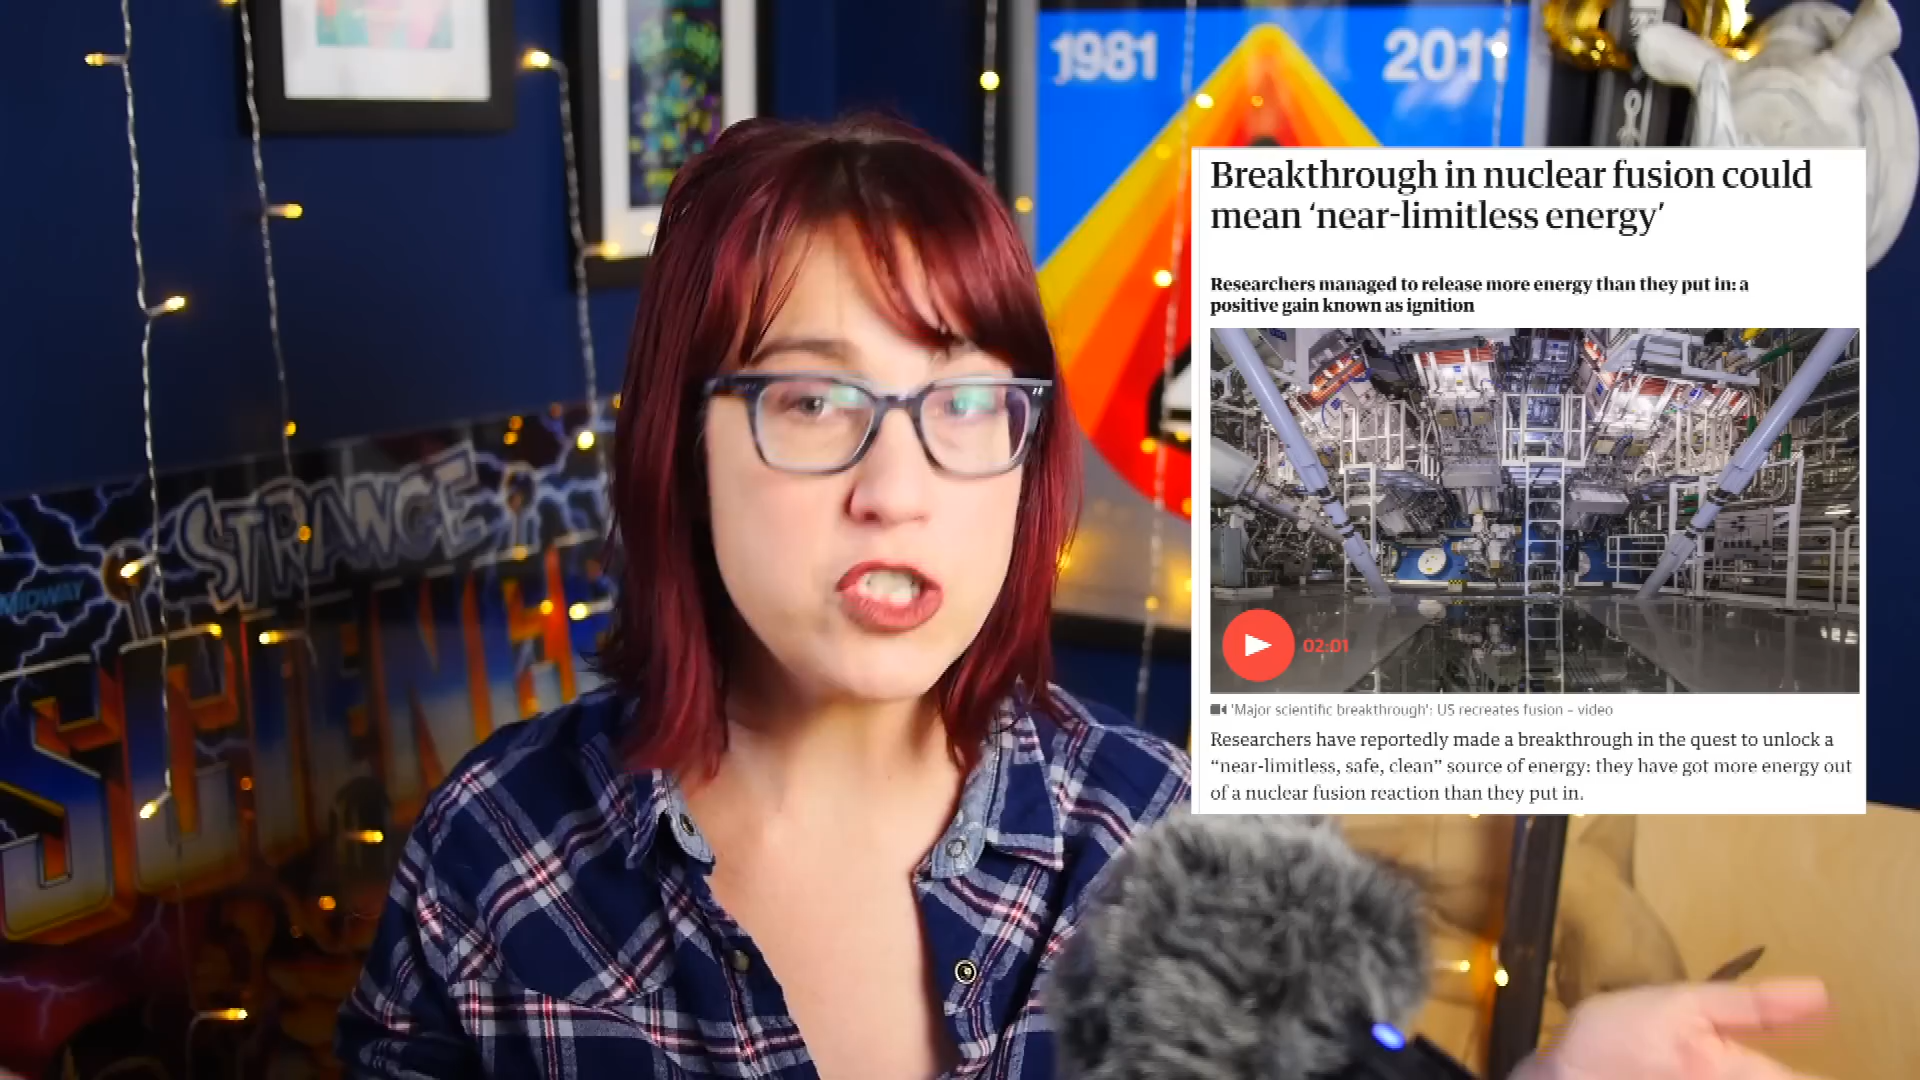 1981 2011
Breakthrough in nuclear fusion could
mean ‘near-limitless energy’
Researchers managed to release more energy than they put in: a
positive gain known as ignition
STRANGE
MIDWAY
SCIENCE
02:01
'Major scientific breakthrough': US recreates fusion – video
Researchers have reportedly made a breakthrough in the quest to unlock a
“near-limitless, safe, clean” source of energy: they have got more energy out
of a nuclear fusion reaction than they put in.